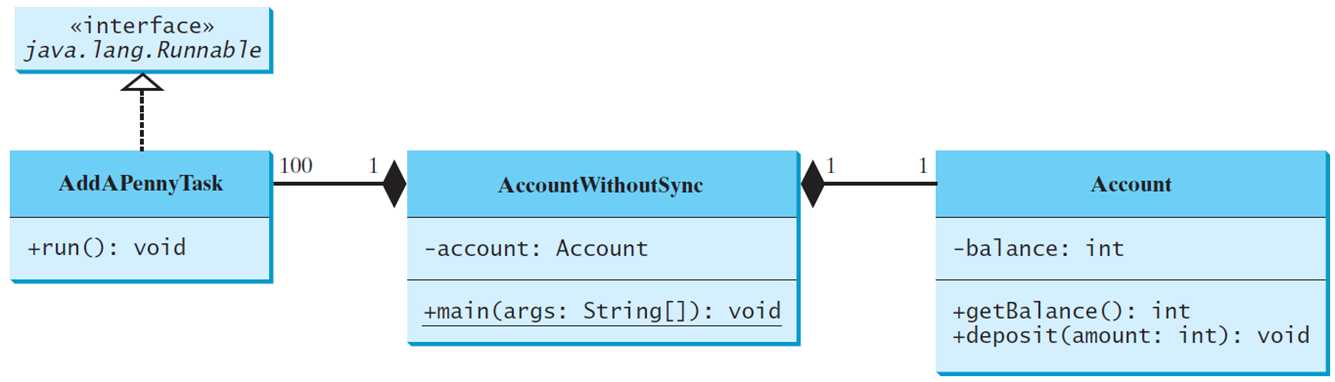 «interface»
java.lang.Runnable
100
1
1
1
AddAPennyTask
AccountWithoutSync
Account
+run(): void
-account: Account
-balance: int
+main(args: String[]): void
+getBalance(): int
+deposit(amount: int): void